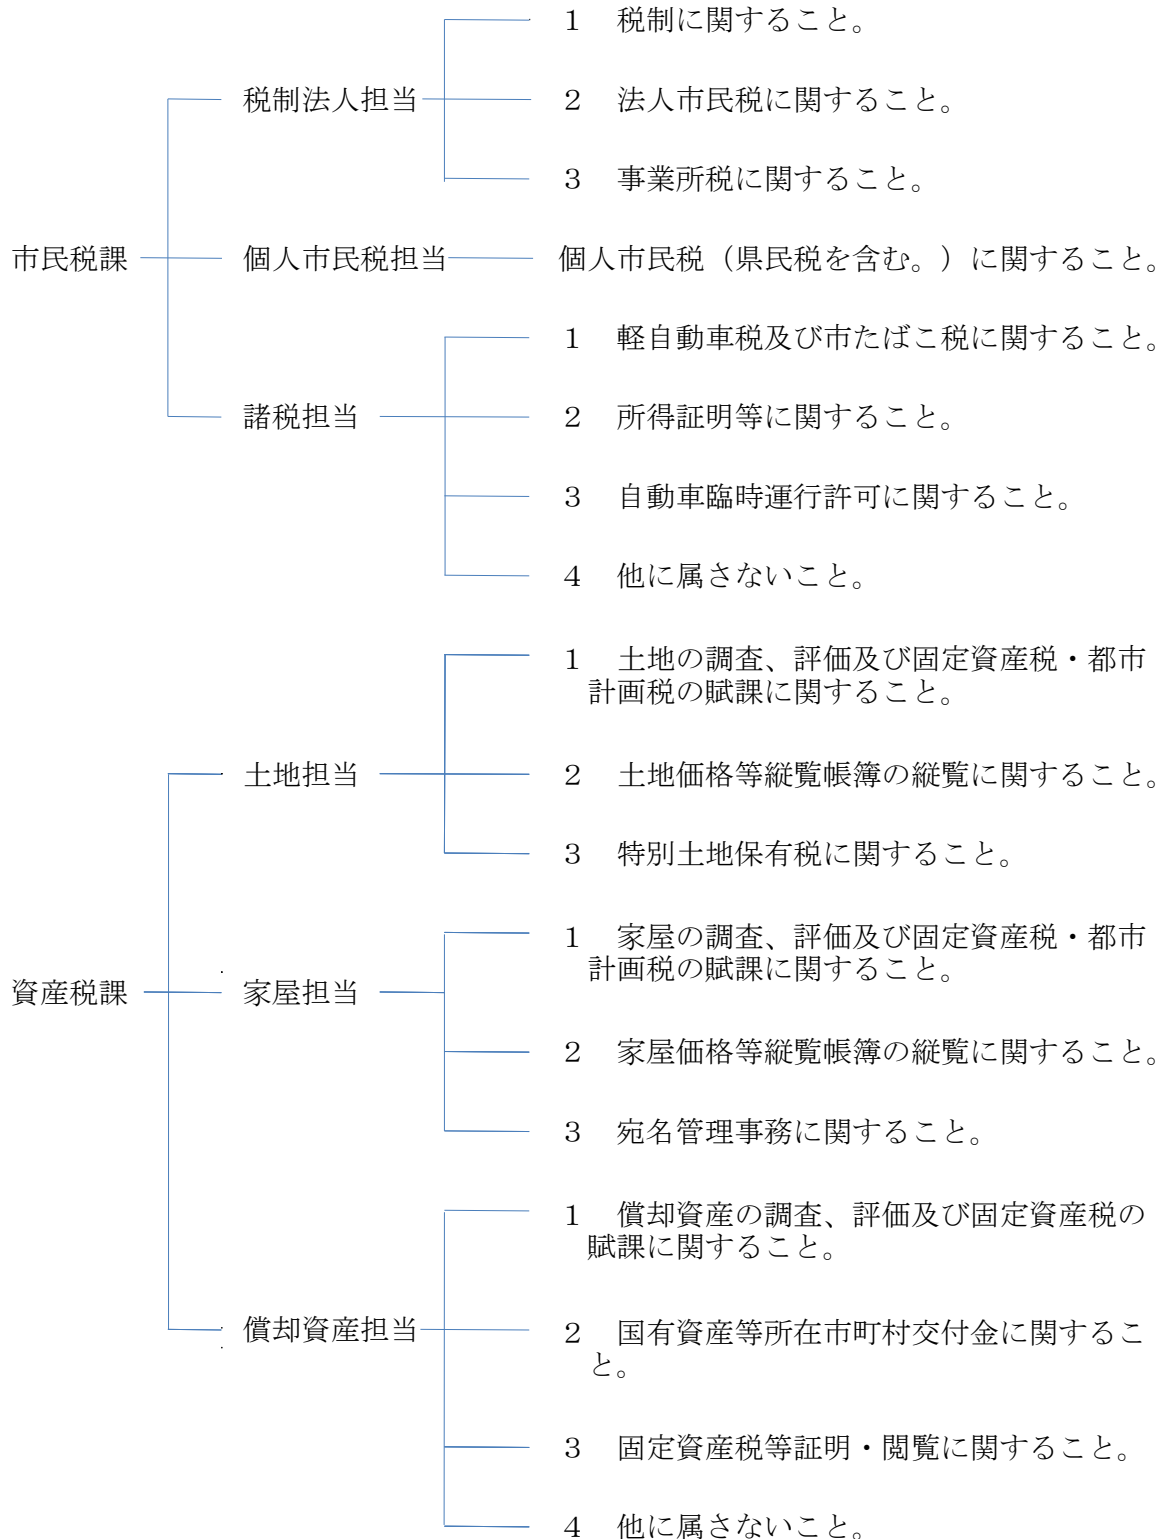 市民税課
税制法人担当
１　税制に関すること。
２　法人市民税に関すること。
３　事業所税に関すること。
個人市民税担当
個人市民税（県民税を含む。）に関すること。
諸税担当
１　軽自動車税及び市たばこ税に関すること。
２　所得証明等に関すること。
３　自動車臨時運行許可に関すること。
４　他に属さないこと。
資産税課
土地担当
１　土地の調査、評価及び固定資産税・都市
計画税の賦課に関すること。
２　土地価格等縦覧帳簿の縦覧に関すること。
３　特別土地保有税に関すること。
家屋担当
１　家屋の調査、評価及び固定資産税・都市
計画税の賦課に関すること。
２　家屋価格等縦覧帳簿の縦覧に関すること。
３　宛名管理事務に関すること。
償却資産担当
１　償却資産の調査、評価及び固定資産税の
賦課に関すること。
２　国有資産等所在市町村交付金に関するこ
と。
３　固定資産税等証明・閲覧に関すること。
４　他に属さないこと。